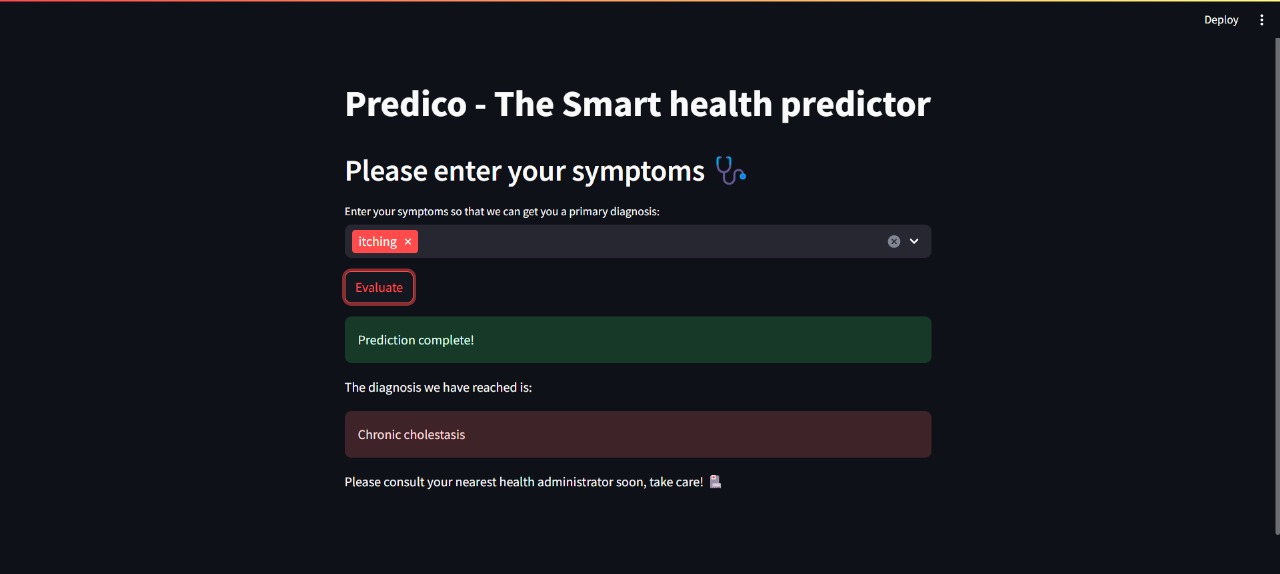 Deploy
Predico - The Smart health predictor
Please enter your symptoms
Enter your symptoms so that we can get you a primary diagnosis:
itching
Evaluate
Prediction complete!
The diagnosis we have reached is:
Chronic cholestasis
Please consult your nearest health administrator soon, take care!